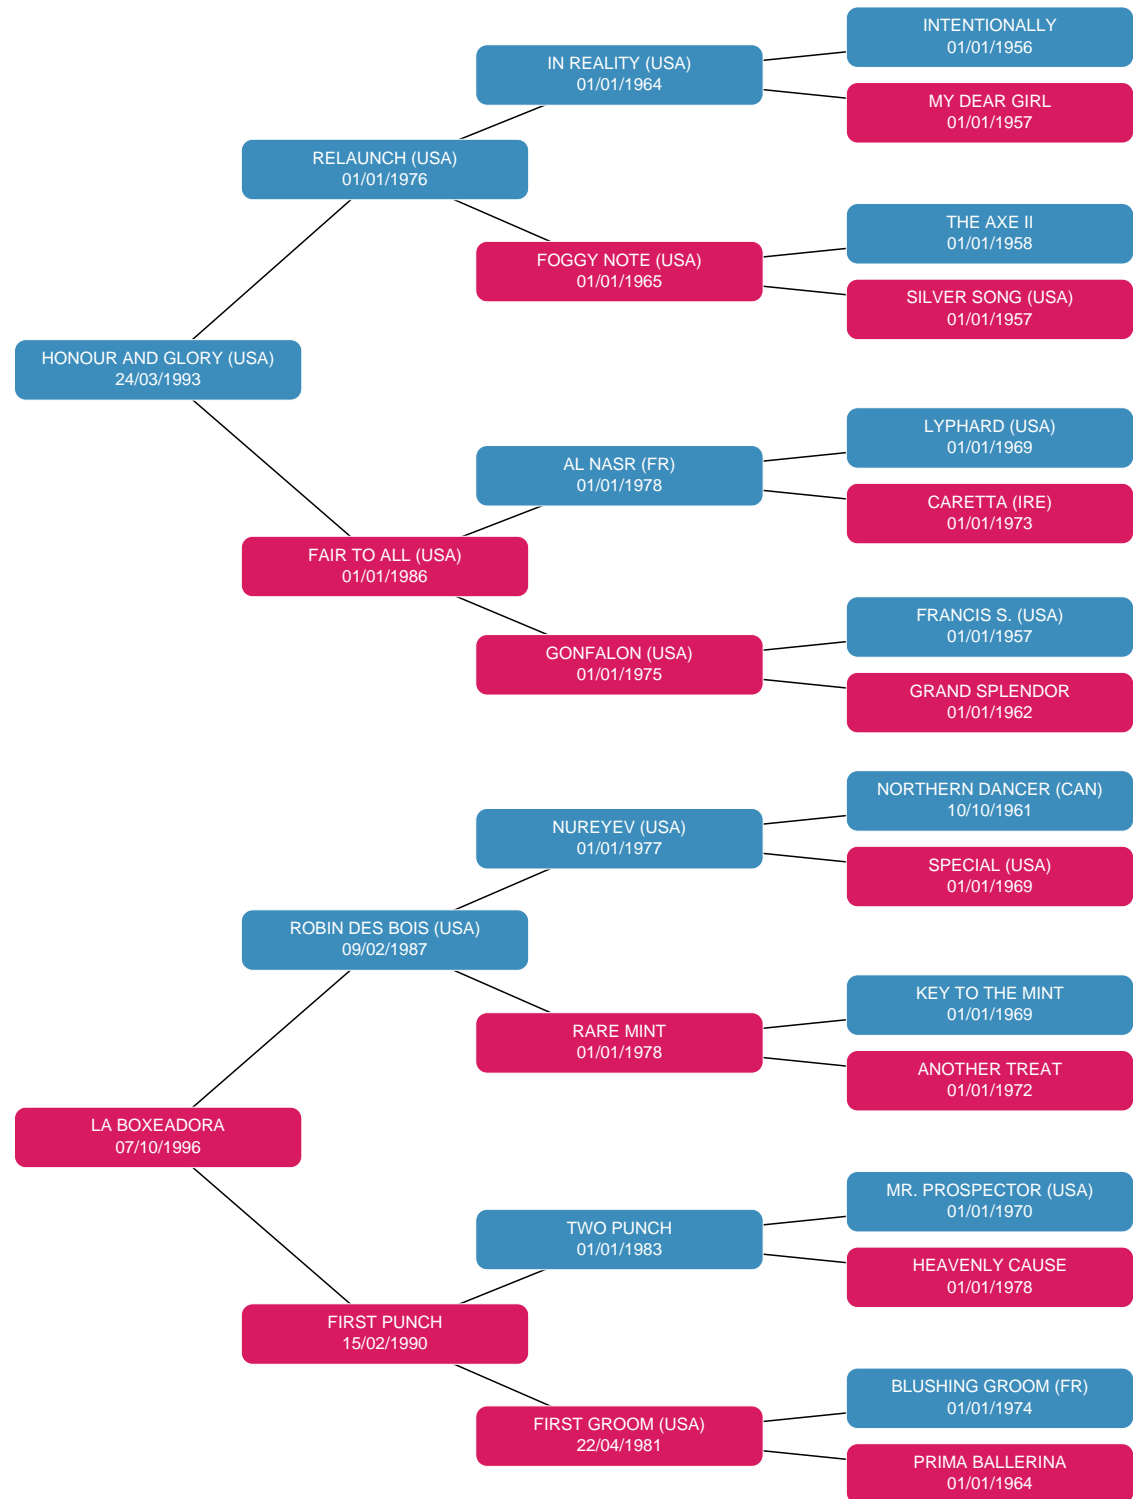 INTENTIONALLY
01/01/1956
IN REALITY (USA)
01/01/1964
MY DEAR GIRL
01/01/1957
RELAUNCH (USA)
01/01/1976
THE AXE II
01/01/1958
FOGGY NOTE (USA)
01/01/1965
SILVER SONG (USA)
01/01/1957
HONOUR AND GLORY (USA)
24/03/1993
LYPHARD (USA)
01/01/1969
AL NASR (FR)
01/01/1978
CARETTA (IRE)
01/01/1973
FAIR TO ALL (USA)
01/01/1986
FRANCIS S. (USA)
01/01/1957
GONFALON (USA)
01/01/1975
GRAND SPLENDOR
01/01/1962
NORTHERN DANCER (CAN)
10/10/1961
NUREYEV (USA)
01/01/1977
SPECIAL (USA)
01/01/1969
ROBIN DES BOIS (USA)
09/02/1987
KEY TO THE MINT
01/01/1969
RARE MINT
01/01/1978
ANOTHER TREAT
01/01/1972
LA BOXEADORA
07/10/1996
MR. PROSPECTOR (USA)
01/01/1970
TWO PUNCH
01/01/1983
HEAVENLY CAUSE
01/01/1978
FIRST PUNCH
15/02/1990
BLUSHING GROOM (FR)
01/01/1974
FIRST GROOM (USA)
22/04/1981
PRIMA BALLERINA
01/01/1964